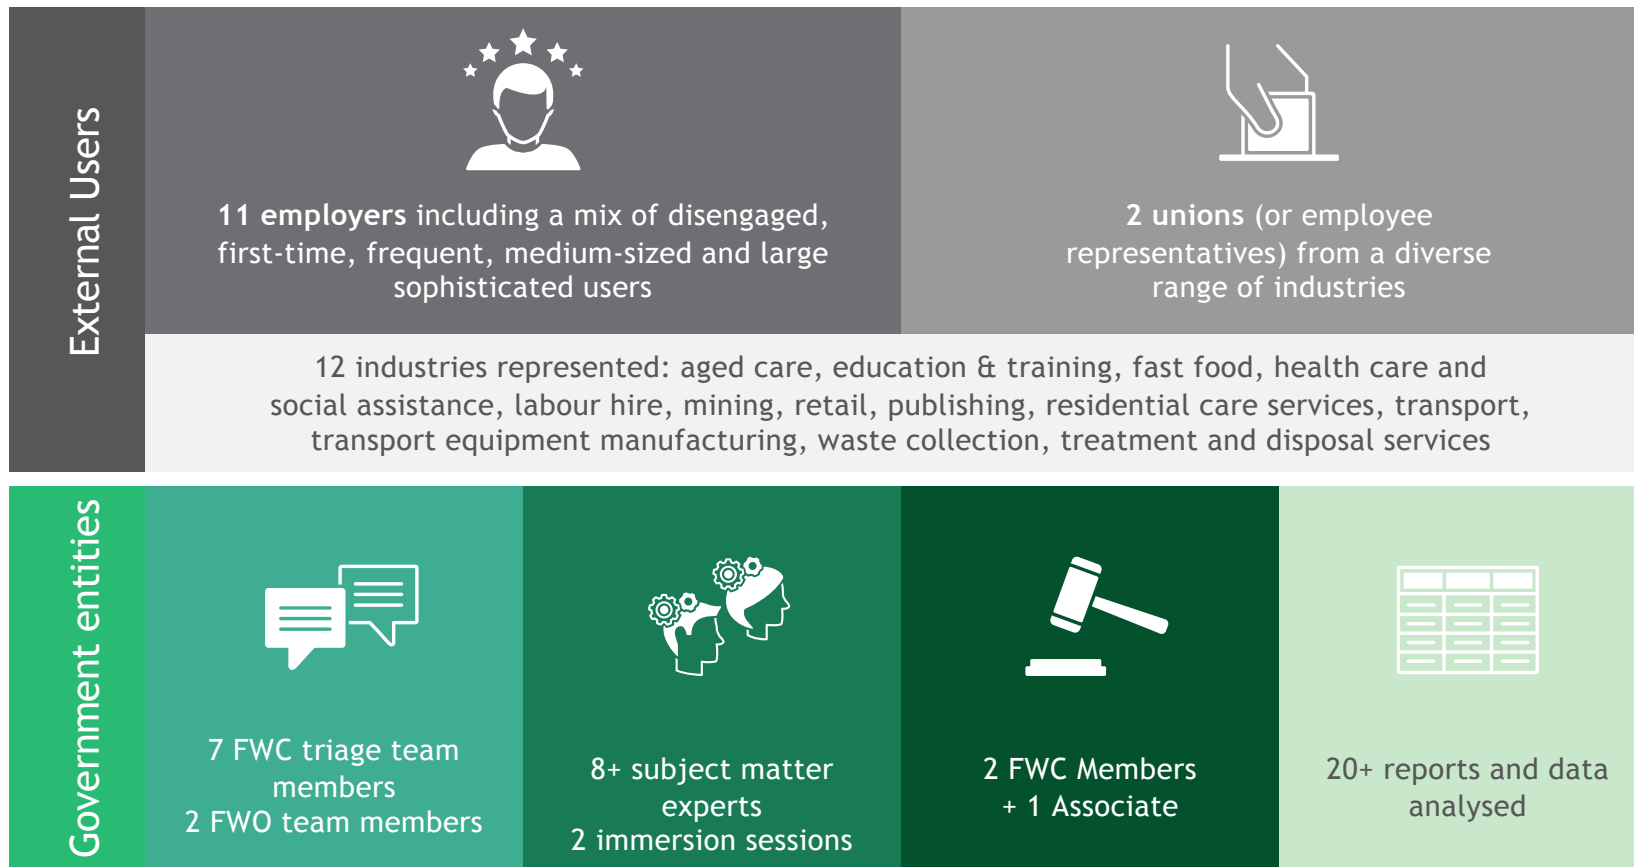 External Users
11 employers including a mix of disengaged,
first-time, frequent, medium-sized and large
sophisticated users
2 unions (or employee
representatives) from a diverse
range of industries
12 industries represented: aged care, education & training, fast food, health care and
social assistance, labour hire, mining, retail, publishing, residential care services, transport,
transport equipment manufacturing, waste collection, treatment and disposal services
Government entities
7 FWC triage team
members
2 FWO team members
8+ subject matter
experts
2 immersion sessions
2 FWC Members
+ 1 Associate
20+ reports and data
analysed